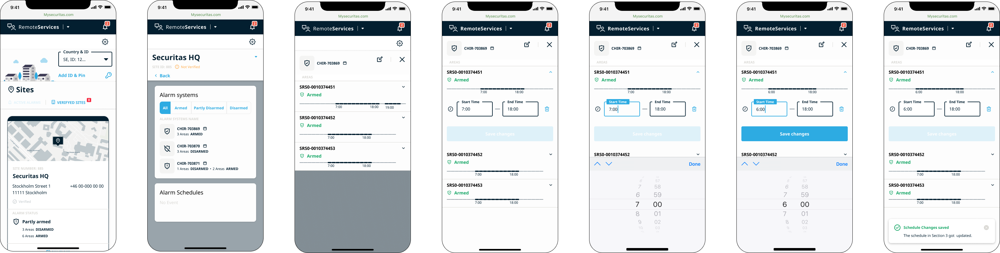 9:41
Mysecuritas.com
RemoteServices
2
Country & ID
SE, ID: 12...
Add ID & Pin
Sites
ACTIVE ALARMS
VERIFYED SITES
8
SITE NUMBER: 885
Securitas HQ
Stockholm Street 1
+46 00-000 00 00
11111 Stockholm
Verified
ALARM STATUS
Partly armed
3 Areas DISARMED
6 Areas ARMED
9:41
Mysecuritas.com
RemoteServices
2
Securitas HQ
SITE ID: 885
Not Verified
Back
Alarm systems
All
Armed
Partly Disarmed
Disarmed
ALARM SYSTEMS NAME
CHIR-703869
3 Areas ARMED
CHIR-703870
3 Areas DISARMED
CHIR-703871
1 Areas DISARMED • 2 Areas ARMED
Alarm Schedules
No Event
9:41
Mysecuritas.com
RemoteServices
2
CHIR-703869
AREAS
SRS0-0010374451
Armed
7:00 18:00 19:00
SRS0-0010374452
Armed
7:00 18:00
SRS0-0010374453
Armed
7:00 18:00
9:41
Mysecuritas.com
RemoteServices
2
CHIR-703869
AREAS
SRS0-0010374451
Armed
7:00 18:00
Start Time
End Time
7:00
18:00
Save changes
SRS0-0010374452
Armed
7:00 18:00
SRS0-0010374453
Armed
7:00 18:00
9:41
Mysecuritas.com
RemoteServices
2
CHIR-703869
AREAS
SRS0-0010374451
Armed
7:00 18:00
Start Time
End Time
7:00
18:00
Save changes
SRS0-0010374452
Done
6 57
7 58
6 59
7 00
8 01
9 02
10 03
9:41
Mysecuritas.com
RemoteServices
2
CHIR-703869
AREAS
SRS0-0010374451
Armed
6:00 18:00
Start Time
End Time
6:00
18:00
Save changes
SRS0-0010374452
Done
5 57
6 58
7 59
6 00
7 01
8 02
9 03
9:41
Mysecuritas.com
RemoteServices
2
CHIR-703869
AREAS
SRS0-0010374451
Armed
6:00 18:00
Start Time
End Time
6:00
18:00
Save changes
SRS0-0010374452
Armed
7:00 18:00
SRS0-0010374453
Armed
7:00 18:00
Schedule Changes saved
The schedule in Section 3 got updated.